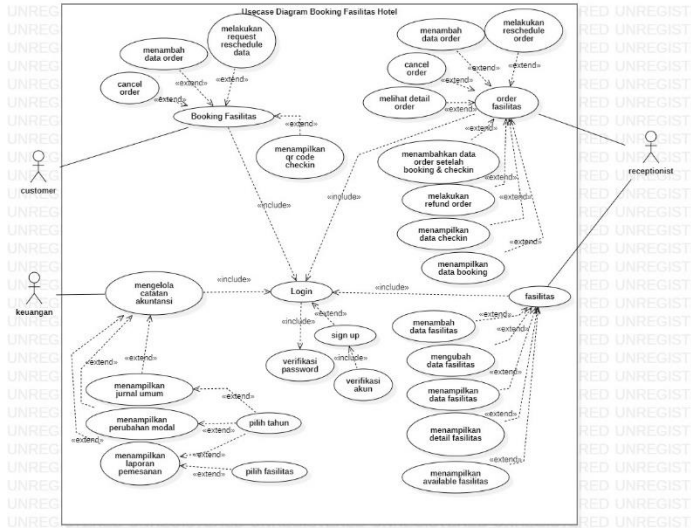 Usecase Diagram Booking Fasilitas Hotel
melakukan
request
reschedule
data
menambah
data order
cancel
order
«extend»
«extend»
«extend»
Booking Fasilitas
«extend»
menampilkan
qr code
checkin
customer
«include»
menambah
data order
melakukan
reschedule
order
cancel
order
«extend»
«extend»
«extend»
melihat detail
order
«extend»
order
fasilitas
«extend»
menambahkan data
order setelah
booking & checkin
«extend»
melakukan
refund order
«extend»
menampilkan
data checkin
«extend»
menampilkan
data booking
receptionist
«include»
keuangan
mengelola
catatan
akuntansi
«include»
Login
«include»
fasilitas
«include»
«extend»
sign up
verifikasi
password
«include»
verifikasi
akun
«extend»
«extend»
menampilkan
jurnal umum
«extend»
menampilkan
perubahan modal
«extend»
pilih tahun
«extend»
menampilkan
laporan
pemesanan
«extend»
«extend»
pilih fasilitas
menambah
data fasilitas
«extend»
mengubah
data fasilitas
«extend»
menampilkan
data fasilitas
«extend»
menampilkan
detail fasilitas
«extend»
menampilkan
available fasilitas
«extend»